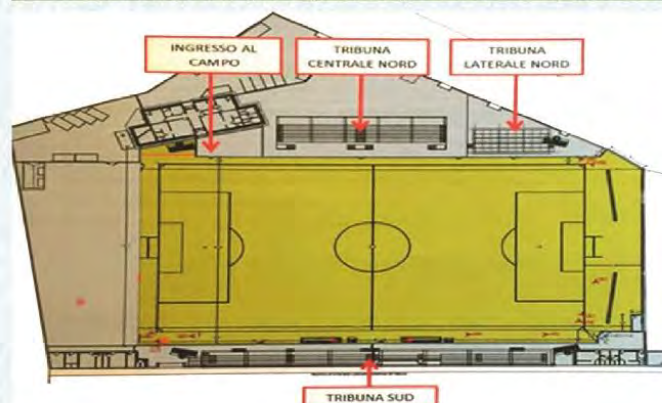 INGRESSO AL
CAMPO
TRIBUNA
CENTRALE NORD
TRIBUNA
LATERALE NORD
TRIBUNA SUD